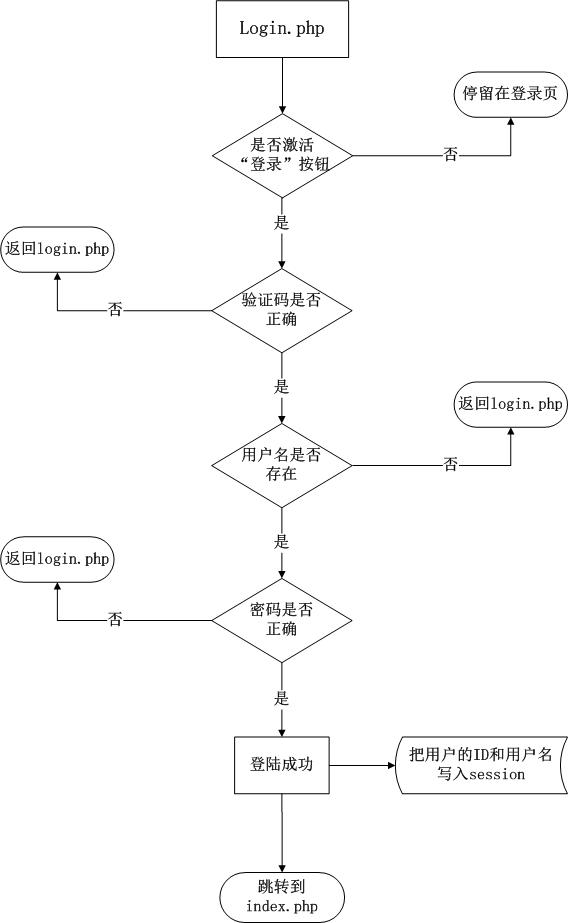 Login.php
停留在登录页
是否激活
“登录”按钮
否
是
返回login.php
验证码是否
正确
否
是
返回login.php
用户名是否
存在
否
是
返回login.php
密码是否
正确
否
是
登陆成功
把用户的ID和用户名
写入session
跳转到
index.php